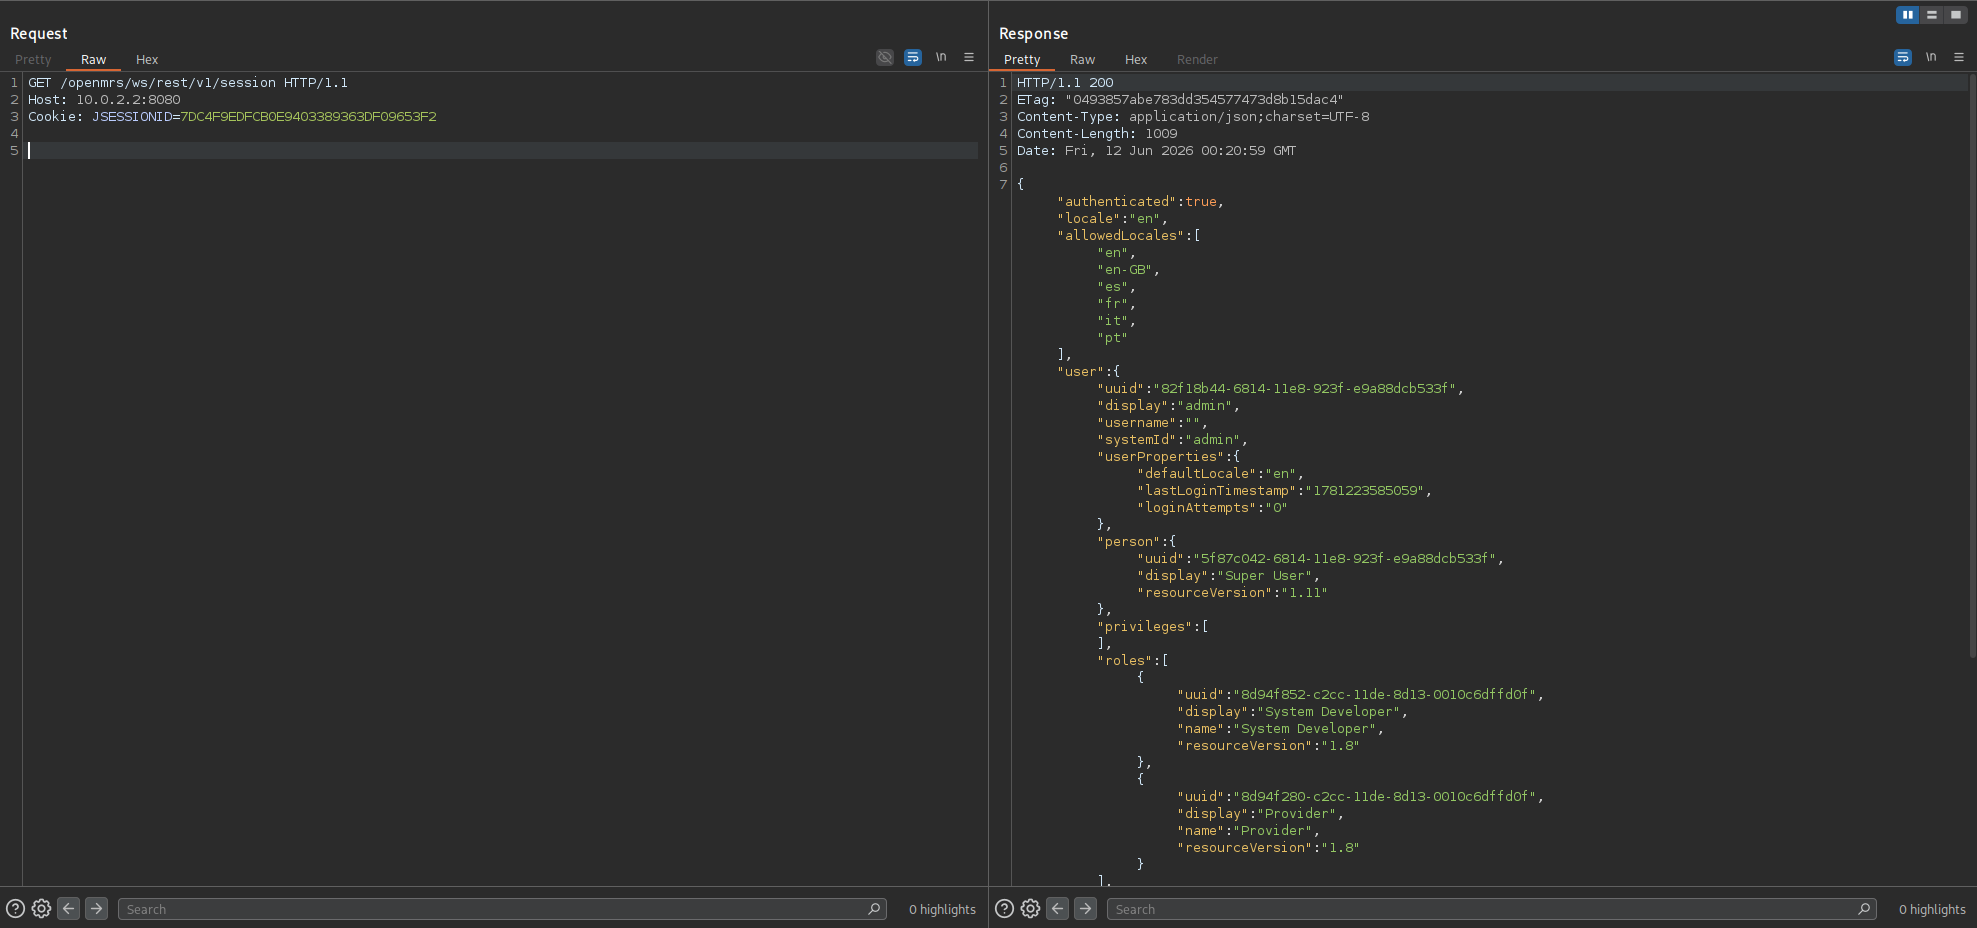 Request
Pretty Raw Hex \n
1 GET /openmrs/ws/rest/v1/session HTTP/1.1
2 Host: 10.0.2.2:8080
3 Cookie: JSESSIONID=7DC4F9EDFCB0E9403389363DF09653F2
4
5
Search 0 highlights
Response
Pretty Raw Hex Render \n
1 HTTP/1.1 200
2 ETag: "0493857abe783dd354577473d8b15dac4"
3 Content-Type: application/json;charset=UTF-8
4 Content-Length: 1009
5 Date: Fri, 12 Jun 2026 00:20:59 GMT
6
7 {
"authenticated":true,
"locale":"en",
"allowedLocales":[
"en",
"en-GB",
"es",
"fr",
"it",
"pt"
],
"user":{
"uuid":"82f18b44-6814-11e8-923f-e9a88dcb533f",
"display":"admin",
"username":"",
"systemId":"admin",
"userProperties":{
"defaultLocale":"en",
"lastLoginTimestamp":"1781223585059",
"loginAttempts":"0"
},
"person":{
"uuid":"5f87c042-6814-11e8-923f-e9a88dcb533f",
"display":"Super User",
"resourceVersion":"1.11"
},
"privileges":[
],
"roles":[
{
"uuid":"8d94f852-c2cc-11de-8d13-0010c6dffd0f",
"display":"System Developer",
"name":"System Developer",
"resourceVersion":"1.8"
},
{
"uuid":"8d94f280-c2cc-11de-8d13-0010c6dffd0f",
"display":"Provider",
"name":"Provider",
"resourceVersion":"1.8"
}
],
Search 0 highlights